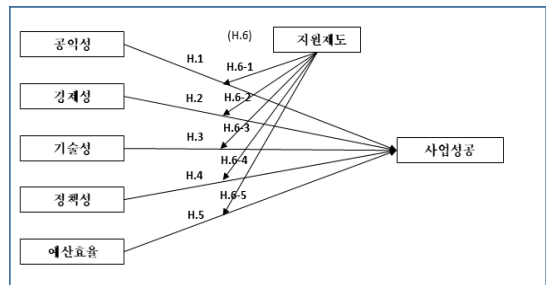 공익성
(H.6)
지원제도
H.1
H.6-1
경제성
H.2
H.6-2
기술성
H.3
H.6-3
사업성공
H.6-4
정책성
H.4
H.6-5
H.5
예산효율